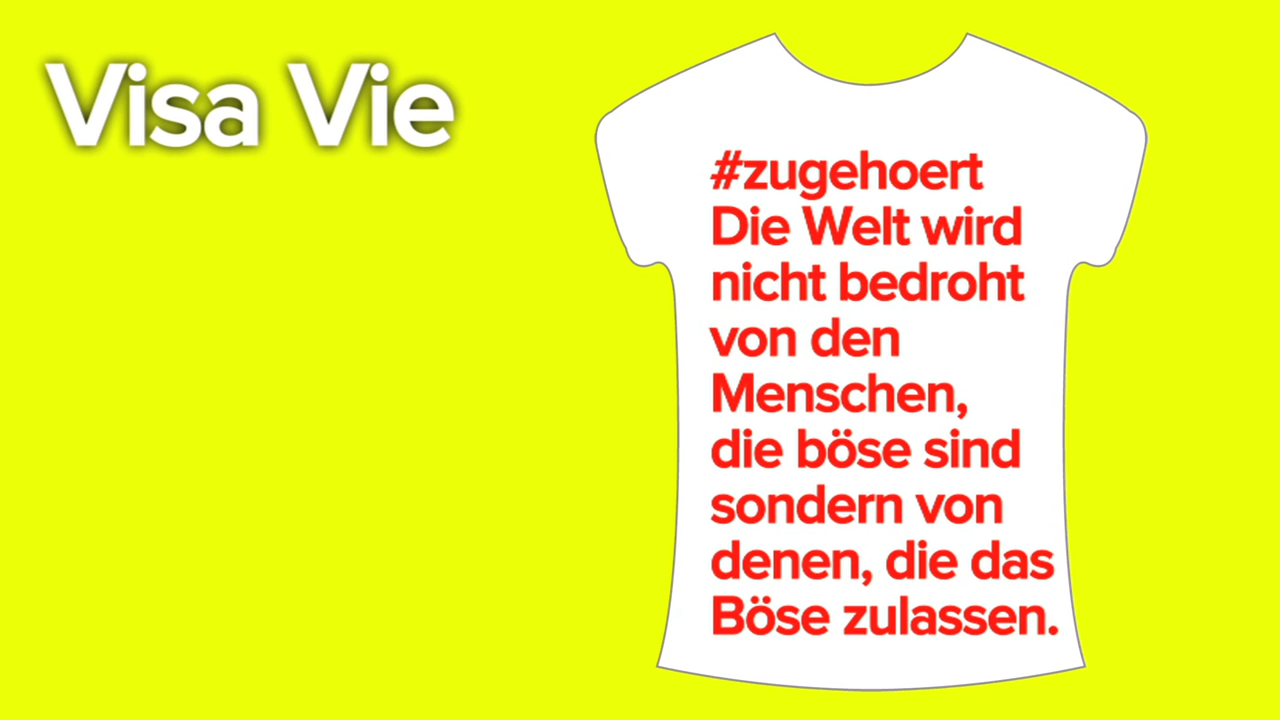 Visa Vie
#zugehoert
Die Welt wird
nicht bedroht
von den
Menschen,
die böse sind
sondern von
denen, die das
Böse zulassen.